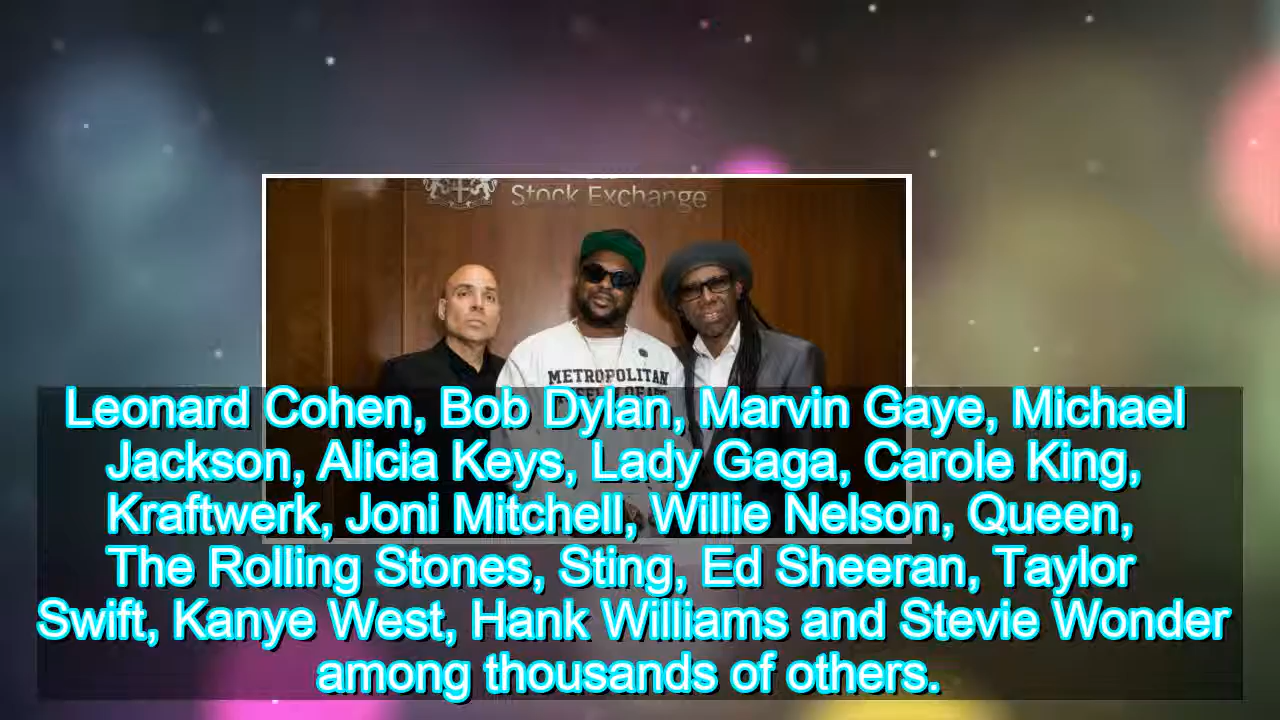 Stock Exchange
METROPOLITAN
Leonard Cohen, Bob Dylan, Marvin Gaye, Michael
Jackson, Alicia Keys, Lady Gaga, Carole King,
Kraftwerk, Joni Mitchell, Willie Nelson, Queen,
The Rolling Stones, Sting, Ed Sheeran, Taylor
Swift, Kanye West, Hank Williams and Stevie Wonder
among thousands of others.